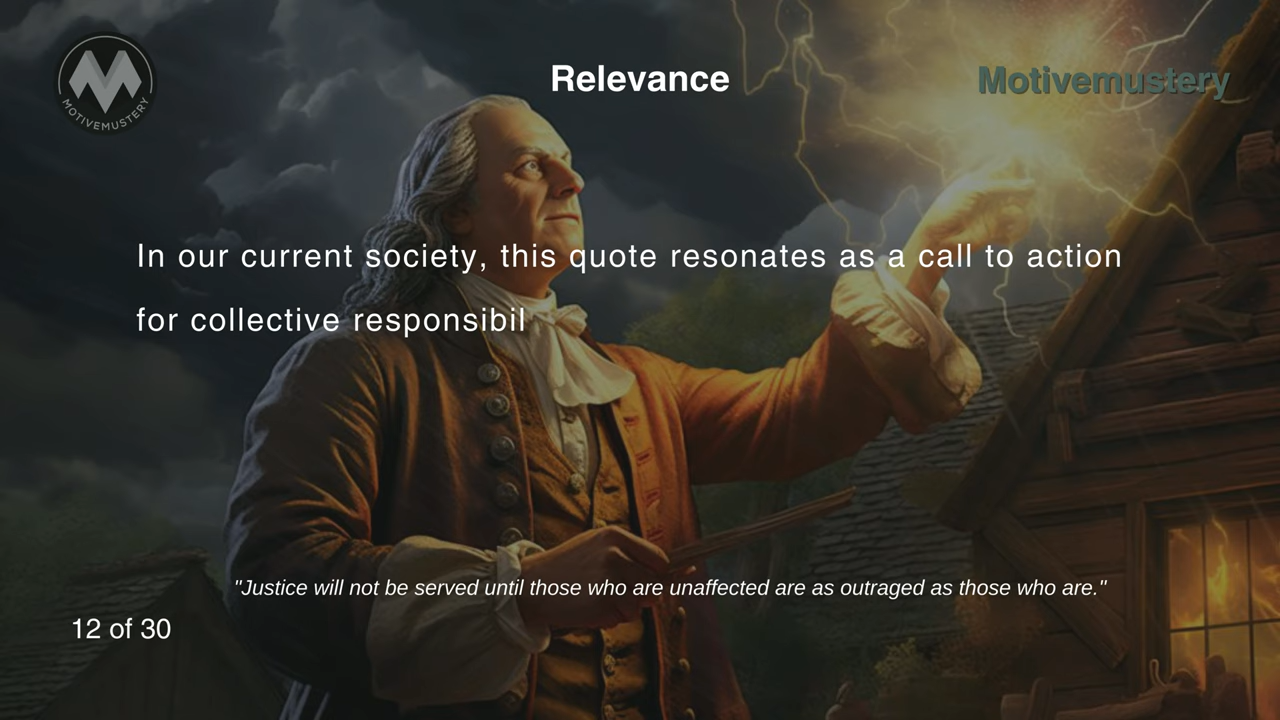 MOTIVEMUSTERY
Relevance
Motivemustery
In our current society, this quote resonates as a call to action
for collective responsibil
"Justice will not be served until those who are unaffected are as outraged as those who are."
12 of 30